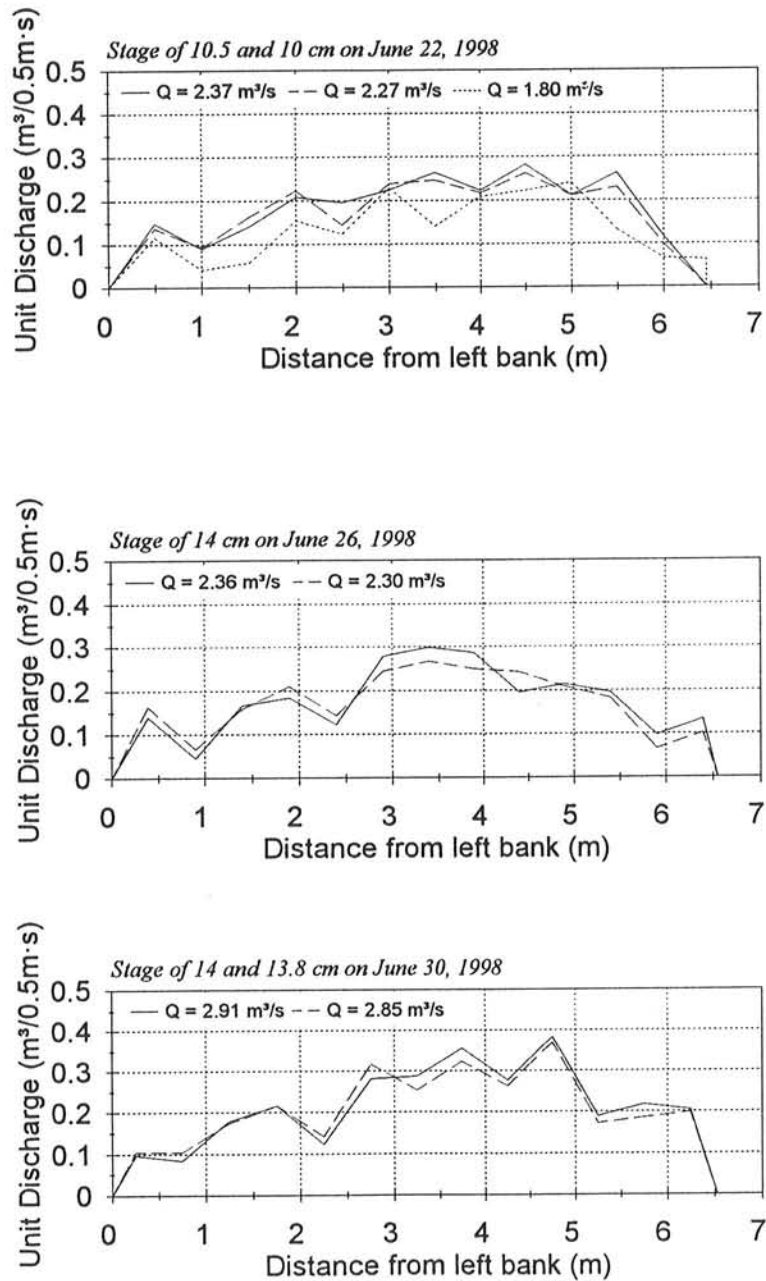 Stage of 10.5 and 10 cm on June 22, 1998
Unit Discharge (m³/0.5m·s)
0.5
0.4
0.3
0.2
0.1
0
Q = 2.37 m³/s Q = 2.27 m³/s Q = 1.80 m³/s
0 1 2 3 4 5 6 7
Distance from left bank (m)
Stage of 14 cm on June 26, 1998
Unit Discharge (m³/0.5m·s)
0.5
0.4
0.3
0.2
0.1
0
Q = 2.36 m³/s Q = 2.30 m³/s
0 1 2 3 4 5 6 7
Distance from left bank (m)
Stage of 14 and 13.8 cm on June 30, 1998
Unit Discharge (m³/0.5m·s)
0.5
0.4
0.3
0.2
0.1
0
Q = 2.91 m³/s Q = 2.85 m³/s
0 1 2 3 4 5 6 7
Distance from left bank (m)